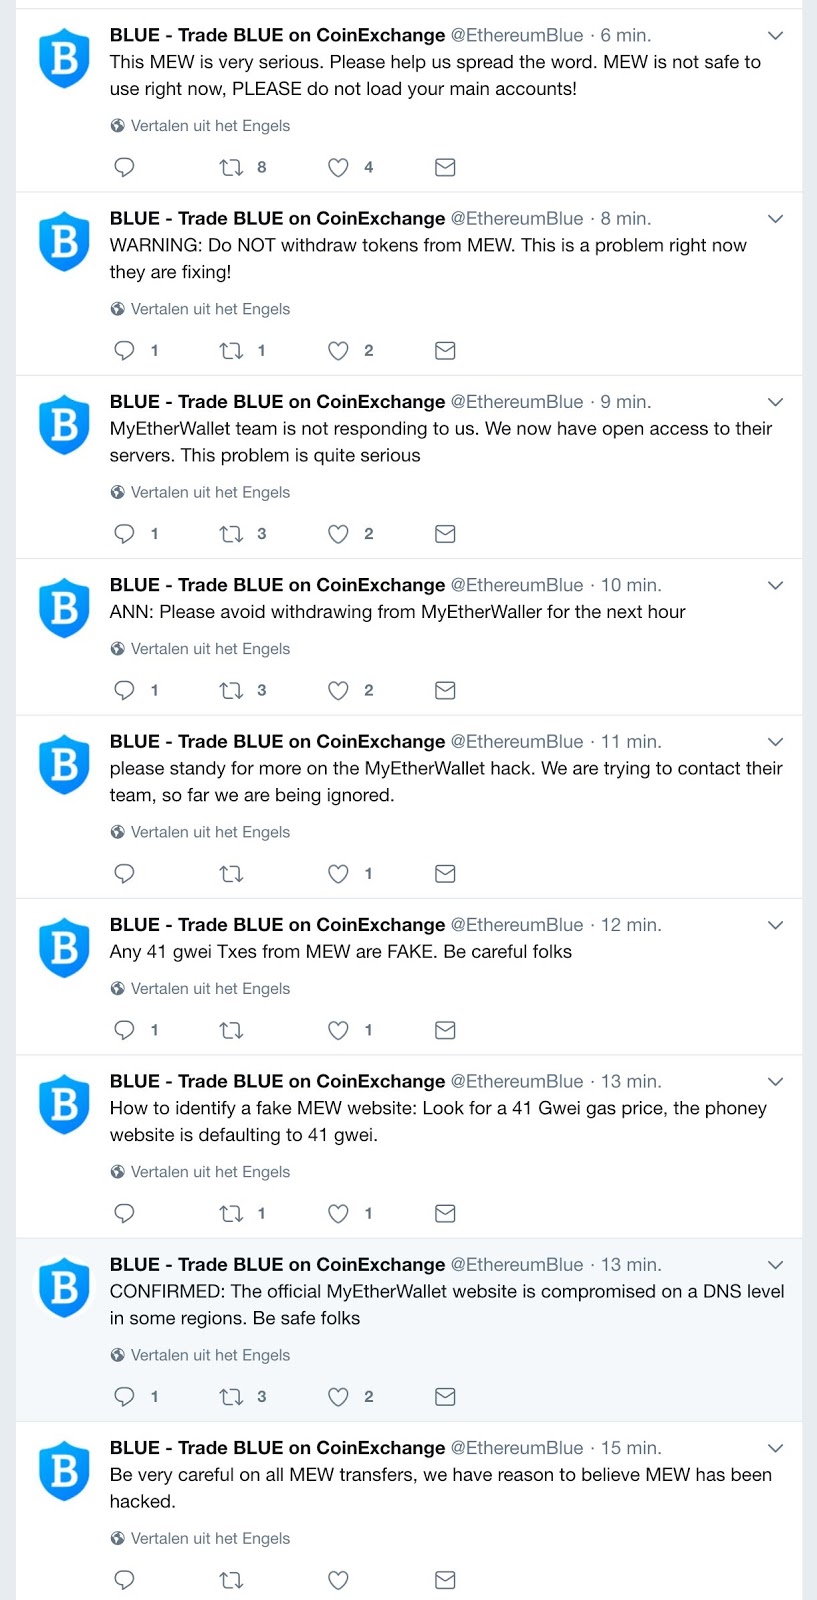 BLUE - Trade BLUE on CoinExchange @EthereumBlue · 6 min.
This MEW is very serious. Please help us spread the word. MEW is not safe to
use right now, PLEASE do not load your main accounts!
Vertalen uit het Engels
8 4
B
BLUE - Trade BLUE on CoinExchange @EthereumBlue · 8 min.
WARNING: Do NOT withdraw tokens from MEW. This is a problem right now
they are fixing!
Vertalen uit het Engels
1 1 2
B
BLUE - Trade BLUE on CoinExchange @EthereumBlue · 9 min.
MyEtherWallet team is not responding to us. We now have open access to their
servers. This problem is quite serious
Vertalen uit het Engels
1 3 2
B
BLUE - Trade BLUE on CoinExchange @EthereumBlue · 10 min.
ANN: Please avoid withdrawing from MyEtherWaller for the next hour
Vertalen uit het Engels
1 3 2
B
BLUE - Trade BLUE on CoinExchange @EthereumBlue · 11 min.
please standy for more on the MyEtherWallet hack. We are trying to contact their
team, so far we are being ignored.
Vertalen uit het Engels
1
B
BLUE - Trade BLUE on CoinExchange @EthereumBlue · 12 min.
Any 41 gwei Txes from MEW are FAKE. Be careful folks
Vertalen uit het Engels
1 1
B
BLUE - Trade BLUE on CoinExchange @EthereumBlue · 13 min.
How to identify a fake MEW website: Look for a 41 Gwei gas price, the phoney
website is defaulting to 41 gwei.
Vertalen uit het Engels
1 1
B
BLUE - Trade BLUE on CoinExchange @EthereumBlue · 13 min.
CONFIRMED: The official MyEtherWallet website is compromised on a DNS level
in some regions. Be safe folks
Vertalen uit het Engels
1 3 2
B
BLUE - Trade BLUE on CoinExchange @EthereumBlue · 15 min.
Be very careful on all MEW transfers, we have reason to believe MEW has been
hacked.
Vertalen uit het Engels
B